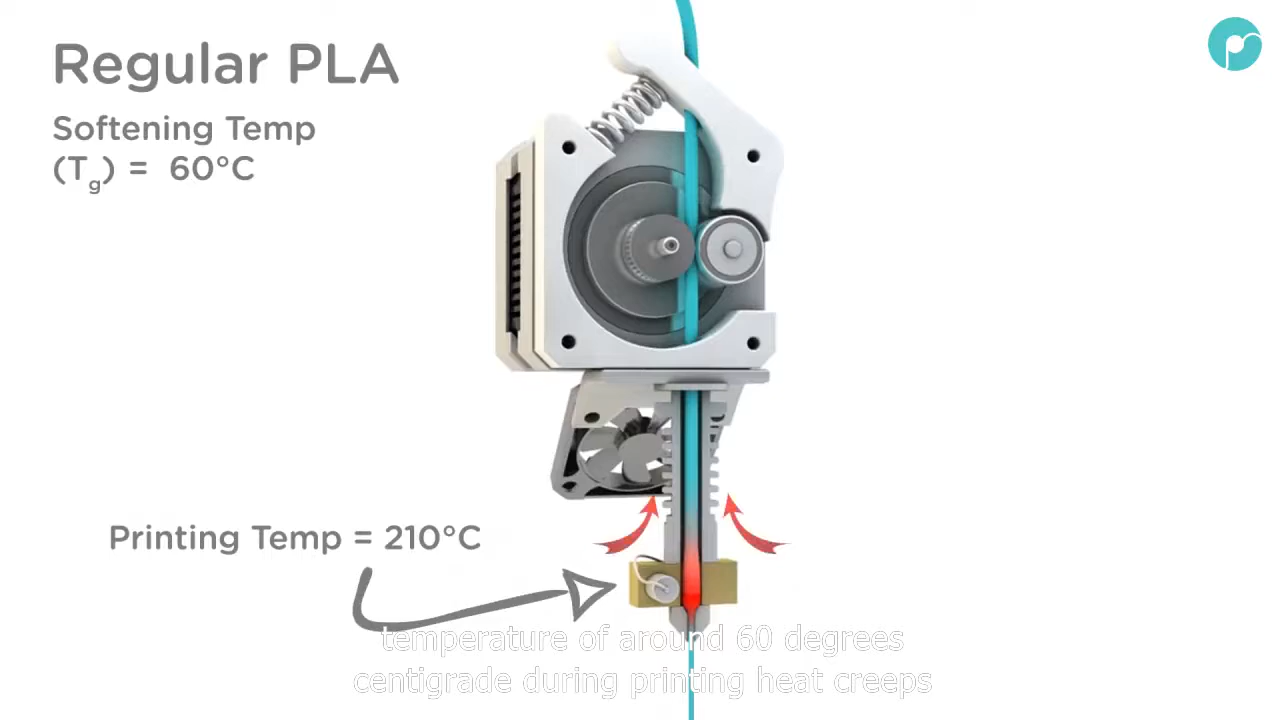 Regular PLA
Softening Temp
(Tg) = 60°C
Printing Temp = 210°C
temperature of around 60 degrees
centigrade during printing heat creeps